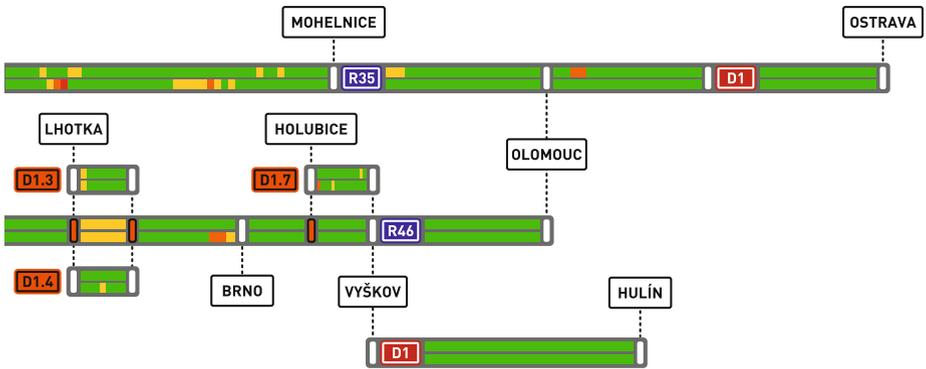 MOHELNICE
OSTRAVA
R35
D1
LHOTKA
HOLUBICE
OLOMOUC
D1.3
D1.7
R46
D1.4
BRNO
VYŠKOV
HULÍN
D1